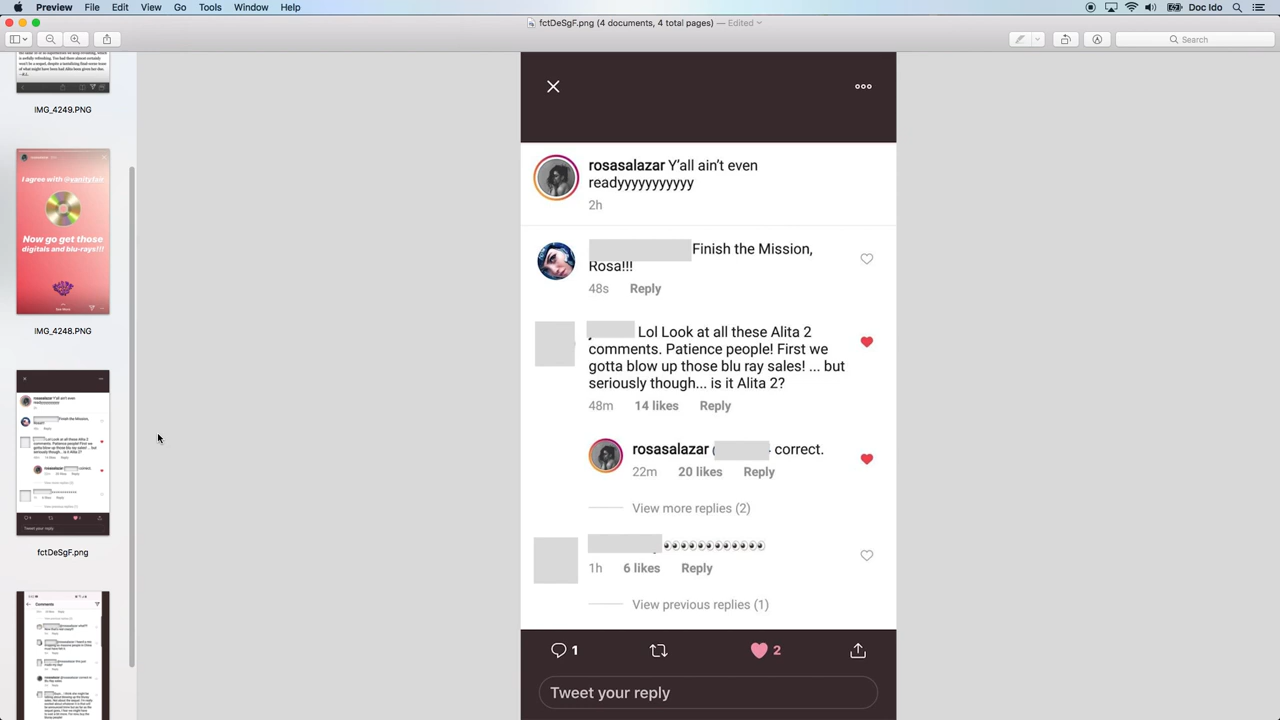 Preview File Edit View Go Tools Window Help
Doc Ido
fctDeSgF.png (4 documents, 4 total pages) — Edited
Search
IMG_4249.PNG
I agree with @vanityfair
Now go get those
digitals and blu-rays!!!
IMG_4248.PNG
fctDeSgF.png
Comments
rosasalazar Y'all ain't even
readyyyyyyyyyyy
2h
Finish the Mission,
Rosa!!!
48s Reply
Lol Look at all these Alita 2
comments. Patience people! First we
gotta blow up those blu ray sales! ... but
seriously though... is it Alita 2?
48m 14 likes Reply
rosasalazar correct.
22m 20 likes Reply
View more replies (2)
1h 6 likes Reply
View previous replies (1)
1 2
Tweet your reply